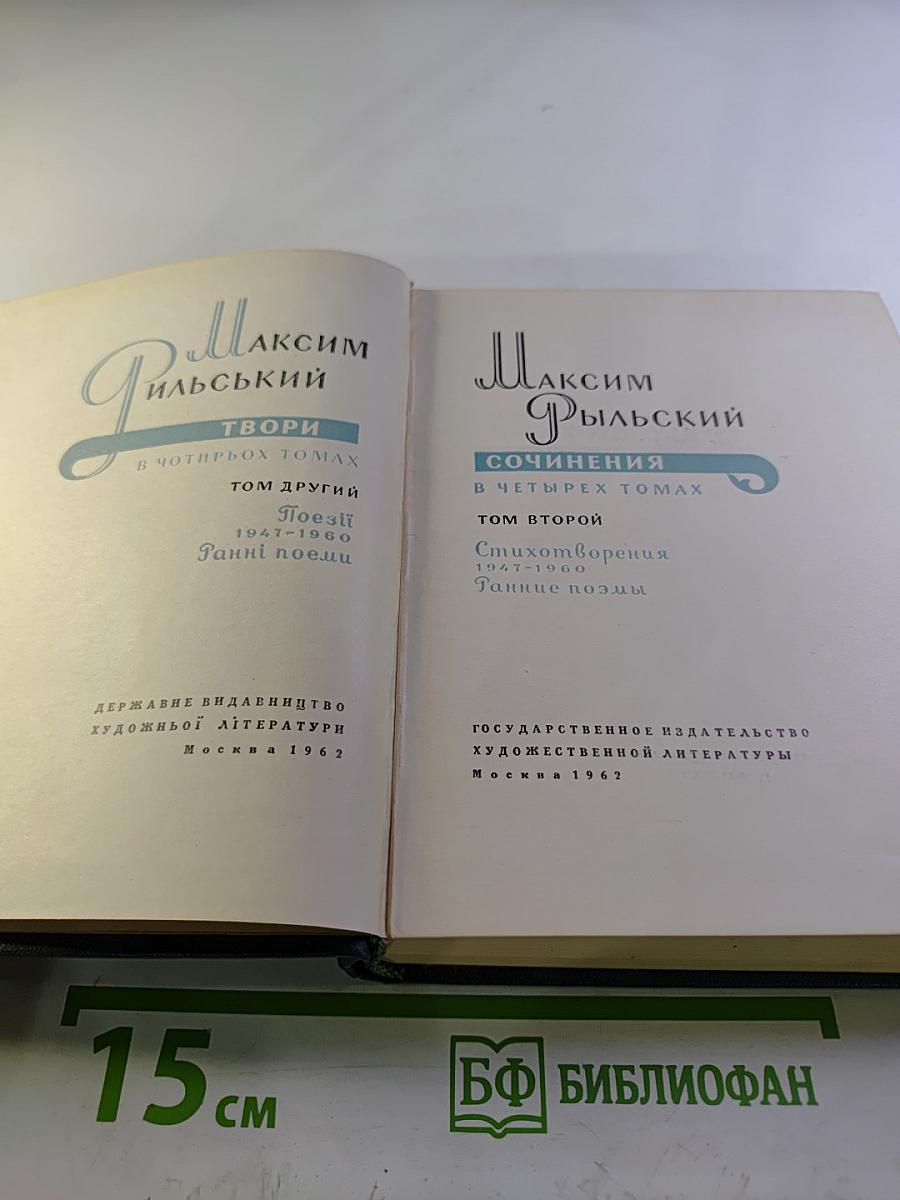 Максим
Рильський
ТВОРИ
В ЧОТИРЬОХ ТОМАХ
ТОМ ДРУГИЙ
Поезії
1947-1960
Ранні поеми
ДЕРЖАВНЕ ВИДАВНИЦТВО
ХУДОЖНЬОЇ ЛІТЕРАТУРИ
Москва 1962
Максим
Рыльский
СОЧИНЕНИЯ
В ЧЕТЫРЕХ ТОМАХ
ТОМ ВТОРОЙ
Стихотворения
1947-1960
Ранние поэмы
ГОСУДАРСТВЕННОЕ ИЗДАТЕЛЬСТВО
ХУДОЖЕСТВЕННОЙ ЛИТЕРАТУРЫ
Москва 1962
15 см
БФ БИБЛИОФАН